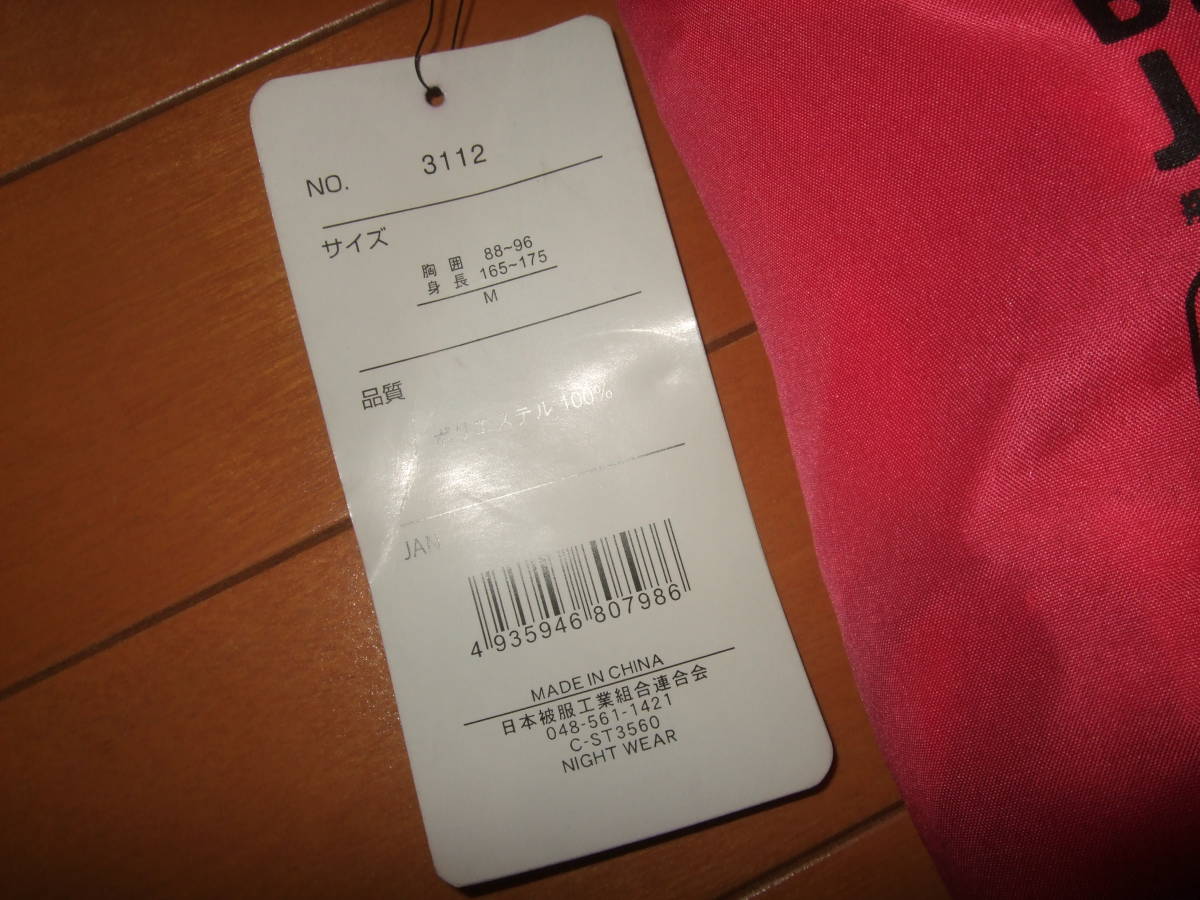 NO. 3112
サイズ
胸囲 88~96
身長 165~175
M
品質
ポリエステル 100%
JAN
4 935946 807986
MADE IN CHINA
日本被服工業組合連合会
048-561-1421
C-ST3560
NIGHT WEAR